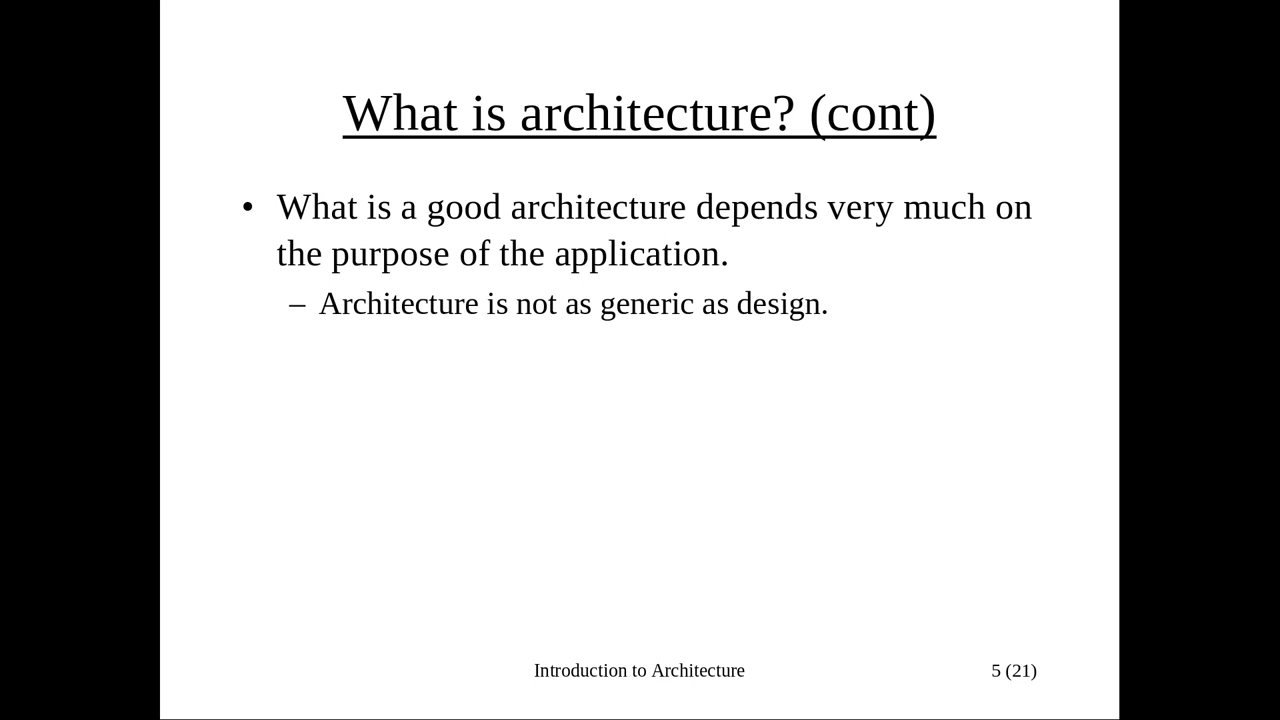 What is architecture? (cont)
• What is a good architecture depends very much on
the purpose of the application.
– Architecture is not as generic as design.
Introduction to Architecture
5 (21)